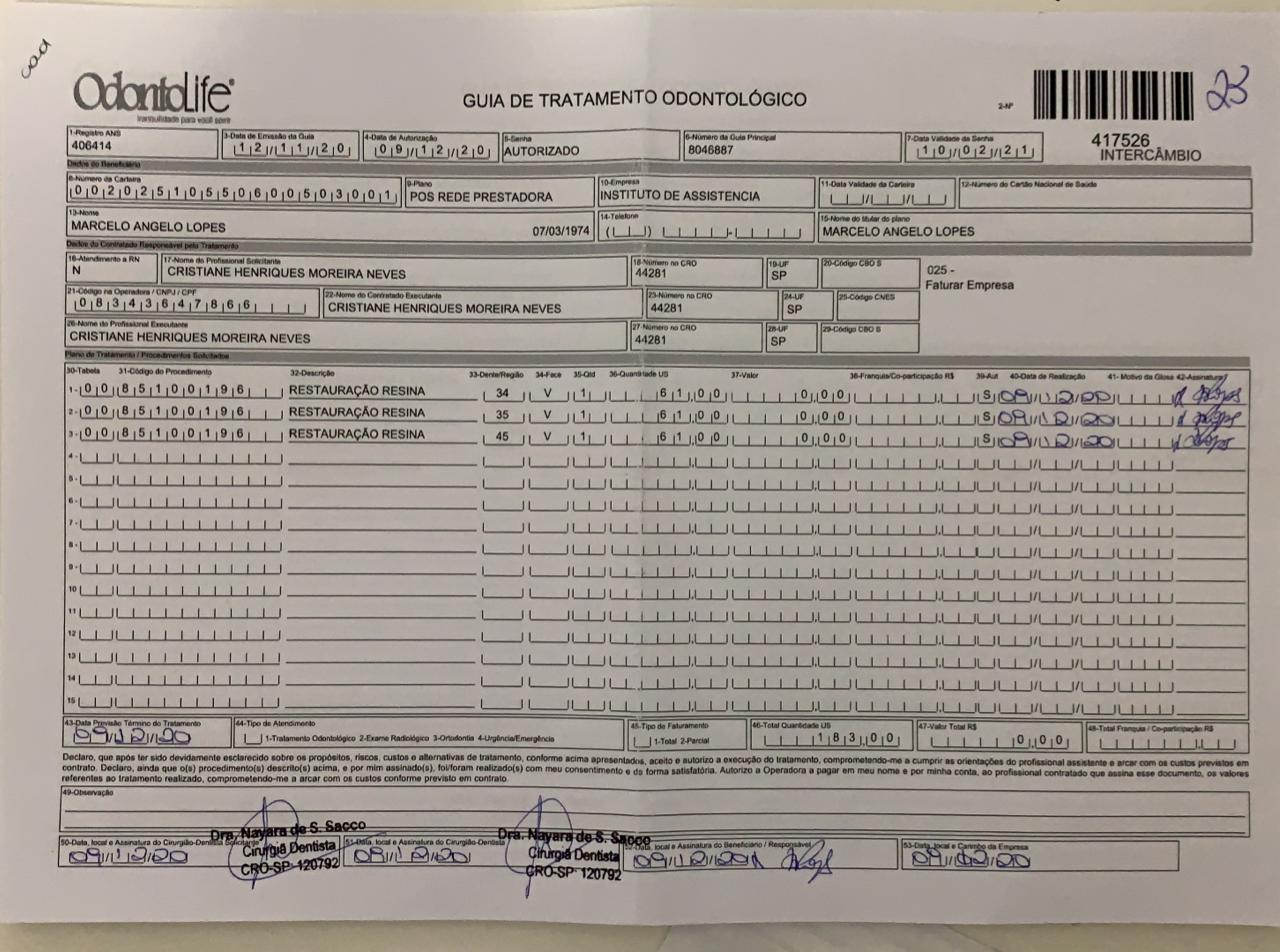 cad
OdontoLife®
tranquilidade para você sorrir
GUIA DE TRATAMENTO ODONTOLÓGICO
2-Nº
23
417526
INTERCÂMBIO
1-Registro ANS 3-Data de Emissão da Guia 4-Data de Autorização 5-Senha 6-Número da Guia Principal 7-Data Validade da Senha
406414 12/11/20 09/12/20 AUTORIZADO 8046887 10/02/21
Dados do Beneficiário
8-Número da Carteira 9-Plano 10-Empresa 11-Data Validade da Carteira 12-Número do Cartão Nacional de Saúde
00202510550600503001 POS REDE PRESTADORA INSTITUTO DE ASSISTENCIA
13-Nome 14-Telefone 15-Nome do titular do plano
MARCELO ANGELO LOPES 07/03/1974 MARCELO ANGELO LOPES
Dados do Contratado Responsável pelo Tratamento
16-Atendimento a RN 17-Nome do Profissional Solicitante 18-Número no CRO 19-UF 20-Código CBO S
N CRISTIANE HENRIQUES MOREIRA NEVES 44281 SP
025 -
Faturar Empresa
21-Código na Operadora / CNPJ / CPF 22-Nome do Contratado Executante 23-Número no CRO 24-UF 25-Código CNES
08343647866 CRISTIANE HENRIQUES MOREIRA NEVES 44281 SP
26-Nome do Profissional Executante 27-Número no CRO 28-UF 29-Código CBO S
CRISTIANE HENRIQUES MOREIRA NEVES 44281 SP
Plano de Tratamento / Procedimentos Solicitados
30-Tabela 31-Código do Procedimento 32-Descrição 33-Dente/Região 34-Face 35-Qtd 36-Quantidade US 37-Valor 38-Franquia/Co-participação R$ 39-Aut 40-Data de Realização 41- Motivo da Glosa 42-Assinatura
1- 00 85100196 RESTAURAÇÃO RESINA 34 V 1 61,00 0,00 S 09/12/20
2- 00 85100196 RESTAURAÇÃO RESINA 35 V 1 61,00 0,00 S 09/12/20
3- 00 85100196 RESTAURAÇÃO RESINA 45 V 1 61,00 0,00 S 09/12/20
4-
5-
6-
7-
8-
9-
10
11
12
13
14
15
43-Data Previsão Término do Tratamento 44-Tipo de Atendimento 45-Tipo de Faturamento 46-Total Quantidade US 47-Valor Total R$ 48-Total Franquia / Co-participação R$
09/12/20 1-Tratamento Odontológico 2-Exame Radiológico 3-Ortodontia 4-Urgência/Emergência 1-Total 2-Parcial 183,00 0,00
Declaro, que após ter sido devidamente esclarecido sobre os propósitos, riscos, custos e alternativas de tratamento, conforme acima apresentados, aceito e autorizo a execução do tratamento, comprometendo-me a cumprir as orientações do profissional assistente e arcar com os custos previstos em
contrato. Declaro, ainda que o(s) procedimento(s) descrito(s) acima, e por mim assinado(s), foi/foram realizado(s) com meu consentimento e da forma satisfatória. Autorizo a Operadora a pagar em meu nome e por minha conta, ao profissional contratado que assina esse documento, os valores
referentes ao tratamento realizado, comprometendo-me a arcar com os custos conforme previsto em contrato.
49-Observação
Dra. Nayara de S. Sacco Dra. Nayara de S. Sacco
50-Data, local e Assinatura do Cirurgião-Dentista Solicitante 51-Data, local e Assinatura do Cirurgião-Dentista 52-Data, local e Assinatura do Beneficiário / Responsável 53-Data, local e Carimbo da Empresa
Cirurgiã Dentista Cirurgiã Dentista
09/12/20 09/12/20 09/12/20 09/12/20
CRO-SP 120792 CRO-SP 120792